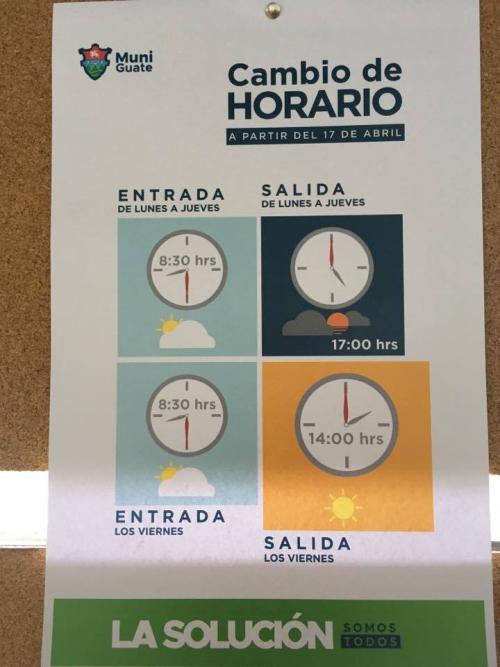 Muni
Guate
Cambio de
HORARIO
A PARTIR DEL 17 DE ABRIL
ENTRADA
DE LUNES A JUEVES
8:30 hrs
SALIDA
DE LUNES A JUEVES
17:00 hrs
8:30 hrs
ENTRADA
LOS VIERNES
14:00 hrs
SALIDA
LOS VIERNES
LA SOLUCIÓN
SOMOS
TODOS